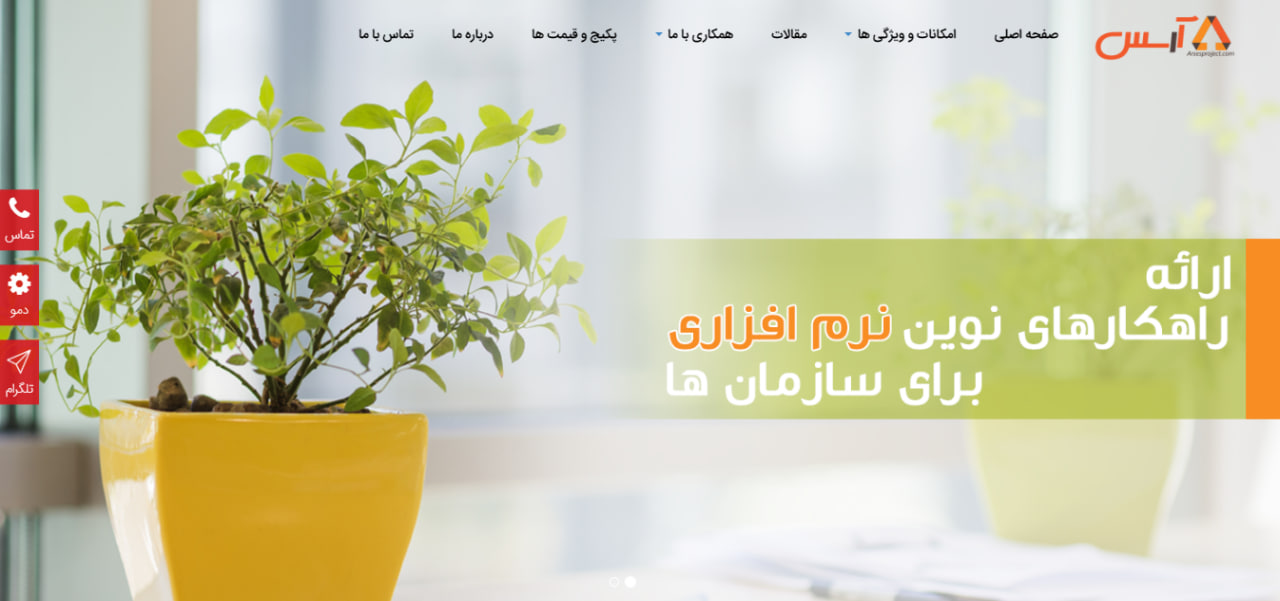 آرس
Arsesproject.com
صفحه اصلی
امکانات و ویژگی ها
مقالات
همکاری با ما
پکیج و قیمت ها
درباره ما
تماس با ما
تماس
دمو
تلگرام
ارائه
راهکارهای نوین نرم افزاری
برای سازمان ها